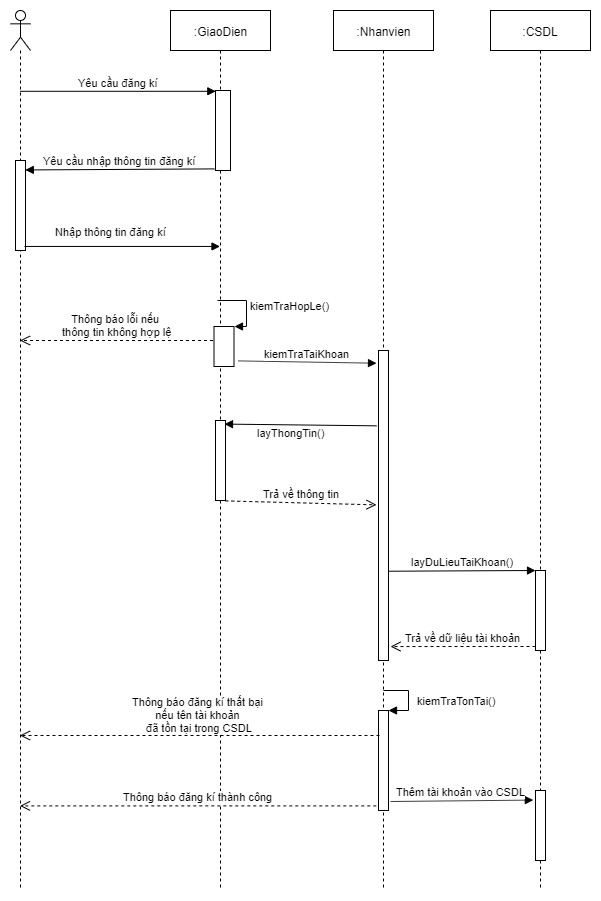 :GiaoDien
:Nhanvien
:CSDL
Yêu cầu đăng kí
Yêu cầu nhập thông tin đăng kí
Nhập thông tin đăng kí
kiemTraHopLe()
Thông báo lỗi nếu
thông tin không hợp lệ
kiemTraTaiKhoan
layThongTin()
Trả về thông tin
layDuLieuTaiKhoan()
Trả về dữ liệu tài khoản
kiemTraTonTai()
Thông báo đăng kí thất bại
nếu tên tài khoản
đã tồn tại trong CSDL
Thêm tài khoản vào CSDL
Thông báo đăng kí thành công